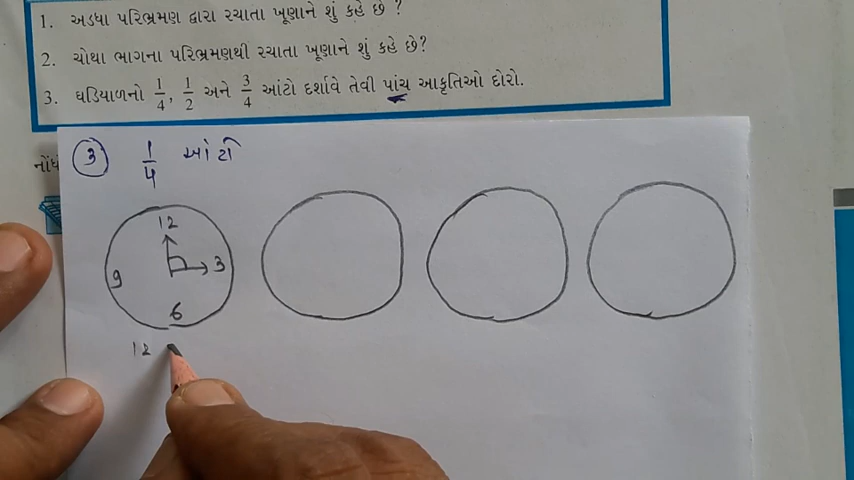 1. અડધા પરિભ્રમણ દ્વારા રચાતા ખૂણાને શું કહે છે ?
2. ચોથા ભાગના પરિભ્રમણથી રચાતા ખૂણાને શું કહે છે?
3. ઘડિયાળનો 1/4, 1/2 અને 3/4 આંટો દર્શાવે તેવી પાંચ આકૃતિઓ દોરો.
3 1/4 આંટો
12
9 3
6
12